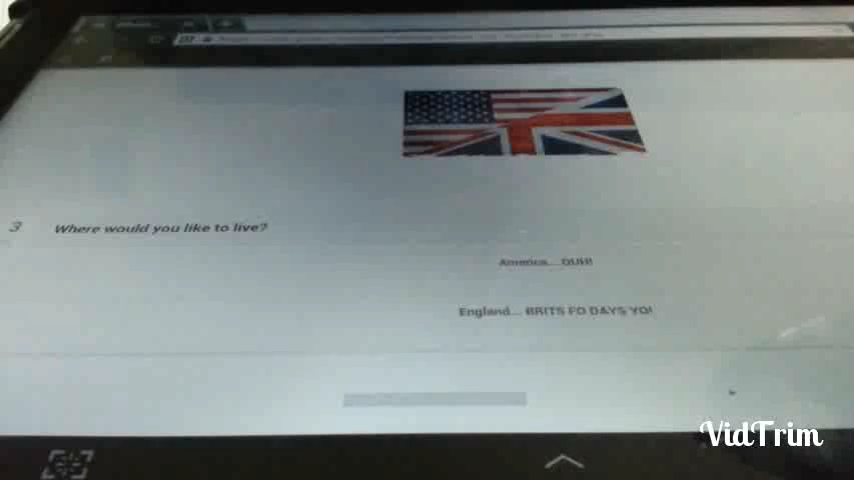 3 Where would you like to live?
America... DUH!
England... BRITS FO DAYS YO!
VidTrim